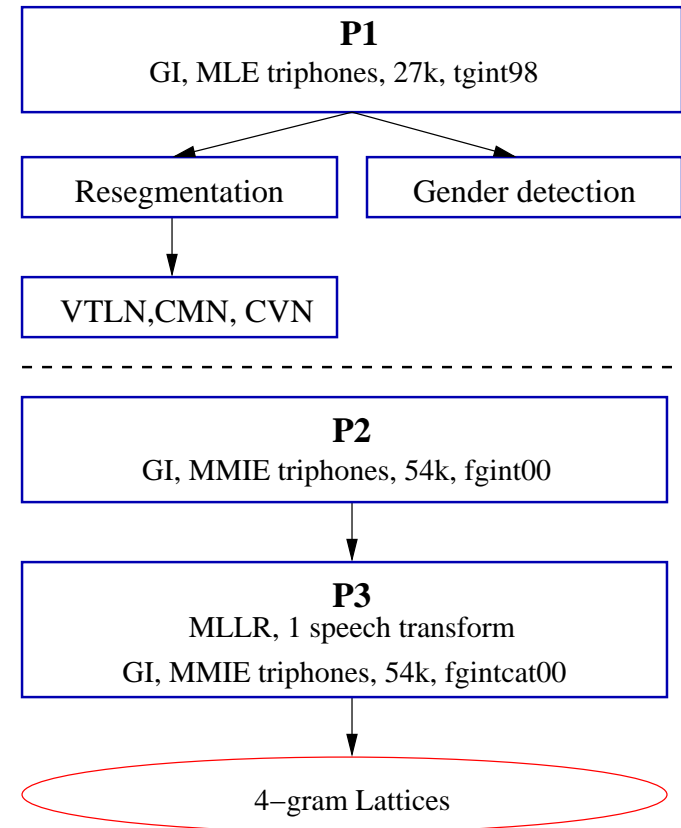 P1
GI, MLE triphones, 27k, tgint98
Resegmentation
Gender detection
VTLN,CMN, CVN
P2
GI, MMIE triphones, 54k, fgint00
P3
MLLR, 1 speech transform
GI, MMIE triphones, 54k, fgintcat00
4−gram Lattices